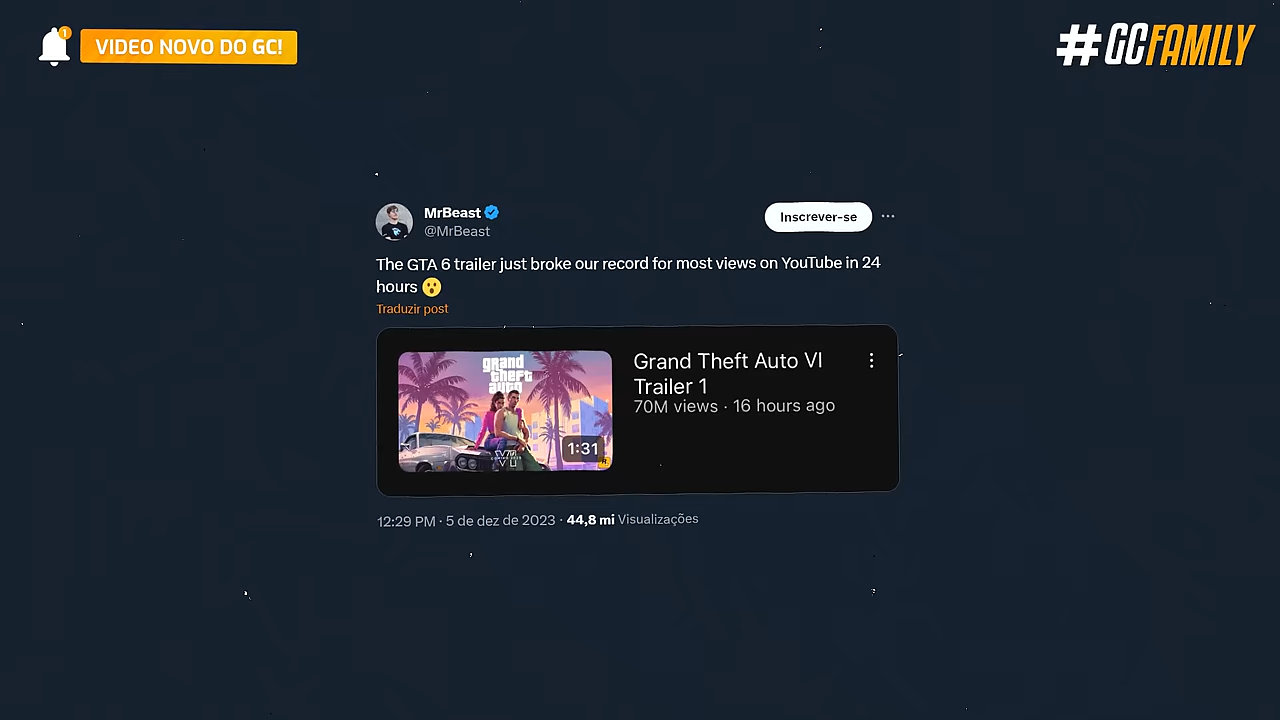 1
VIDEO NOVO DO GC!
#GCFAMILY
MrBeast
@MrBeast
Inscrever-se
The GTA 6 trailer just broke our record for most views on YouTube in 24
hours 😮
Traduzir post
grand
theft
auto
VI
1:31
Grand Theft Auto VI
Trailer 1
70M views · 16 hours ago
12:29 PM · 5 de dez de 2023 · 44,8 mi Visualizações